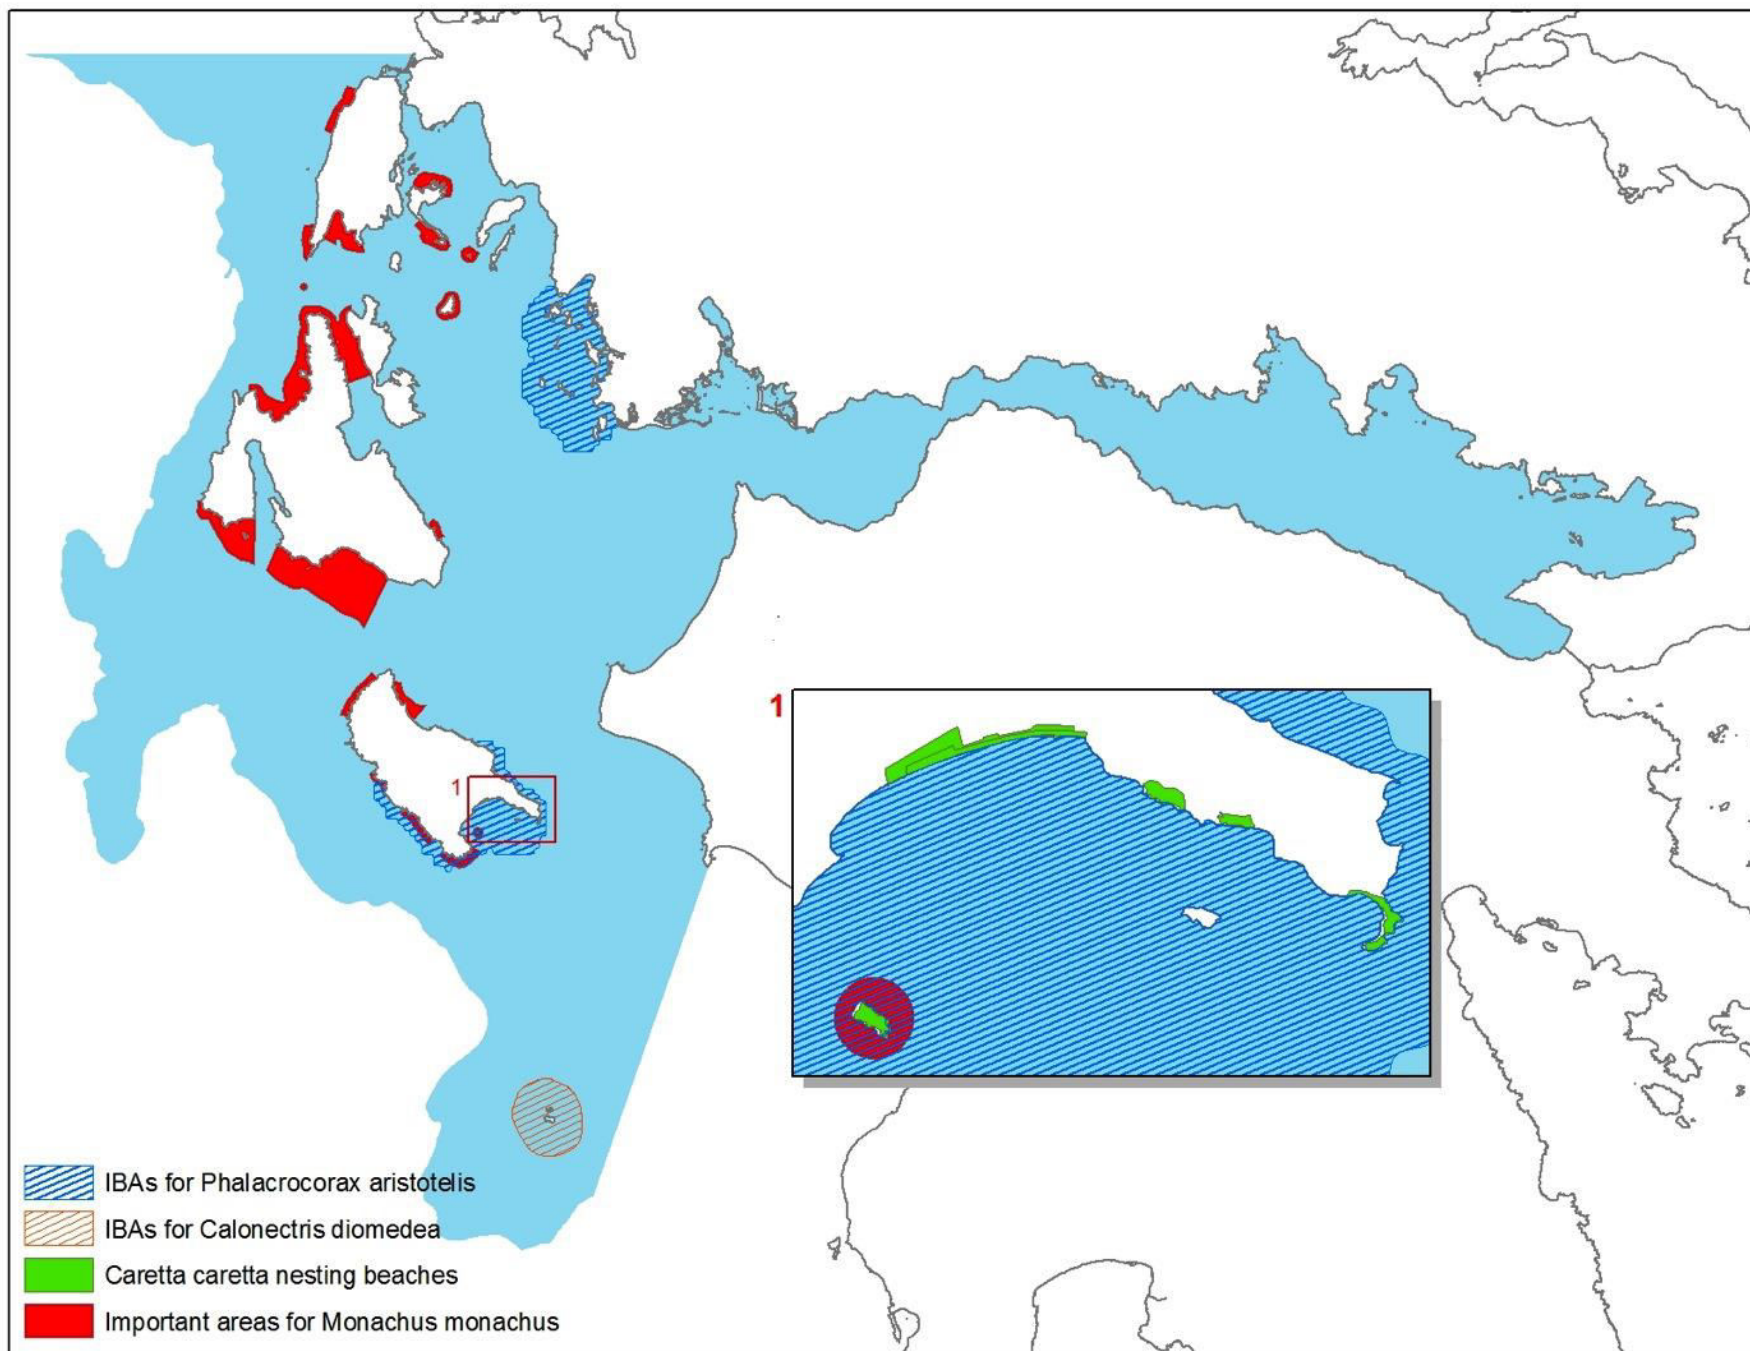 1
1
IBAs for Phalacrocorax aristotelis
IBAs for Calonectris diomedea
Caretta caretta nesting beaches
Important areas for Monachus monachus